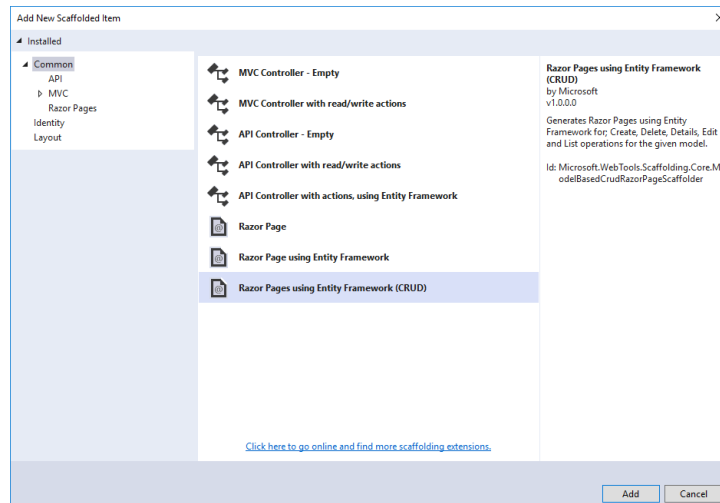 Add New Scaffolded Item
Installed
Common
API
MVC
Razor Pages
Identity
Layout
MVC Controller - Empty
MVC Controller with read/write actions
API Controller - Empty
API Controller with read/write actions
API Controller with actions, using Entity Framework
Razor Page
Razor Page using Entity Framework
Razor Pages using Entity Framework (CRUD)
Click here to go online and find more scaffolding extensions.
Razor Pages using Entity Framework
(CRUD)
by Microsoft
v1.0.0.0
Generates Razor Pages using Entity
Framework for; Create, Delete, Details, Edit
and List operations for the given model.
Id: Microsoft.WebTools.Scaffolding.Core.M
odelBasedCrudRazorPageScaffolder
Add
Cancel